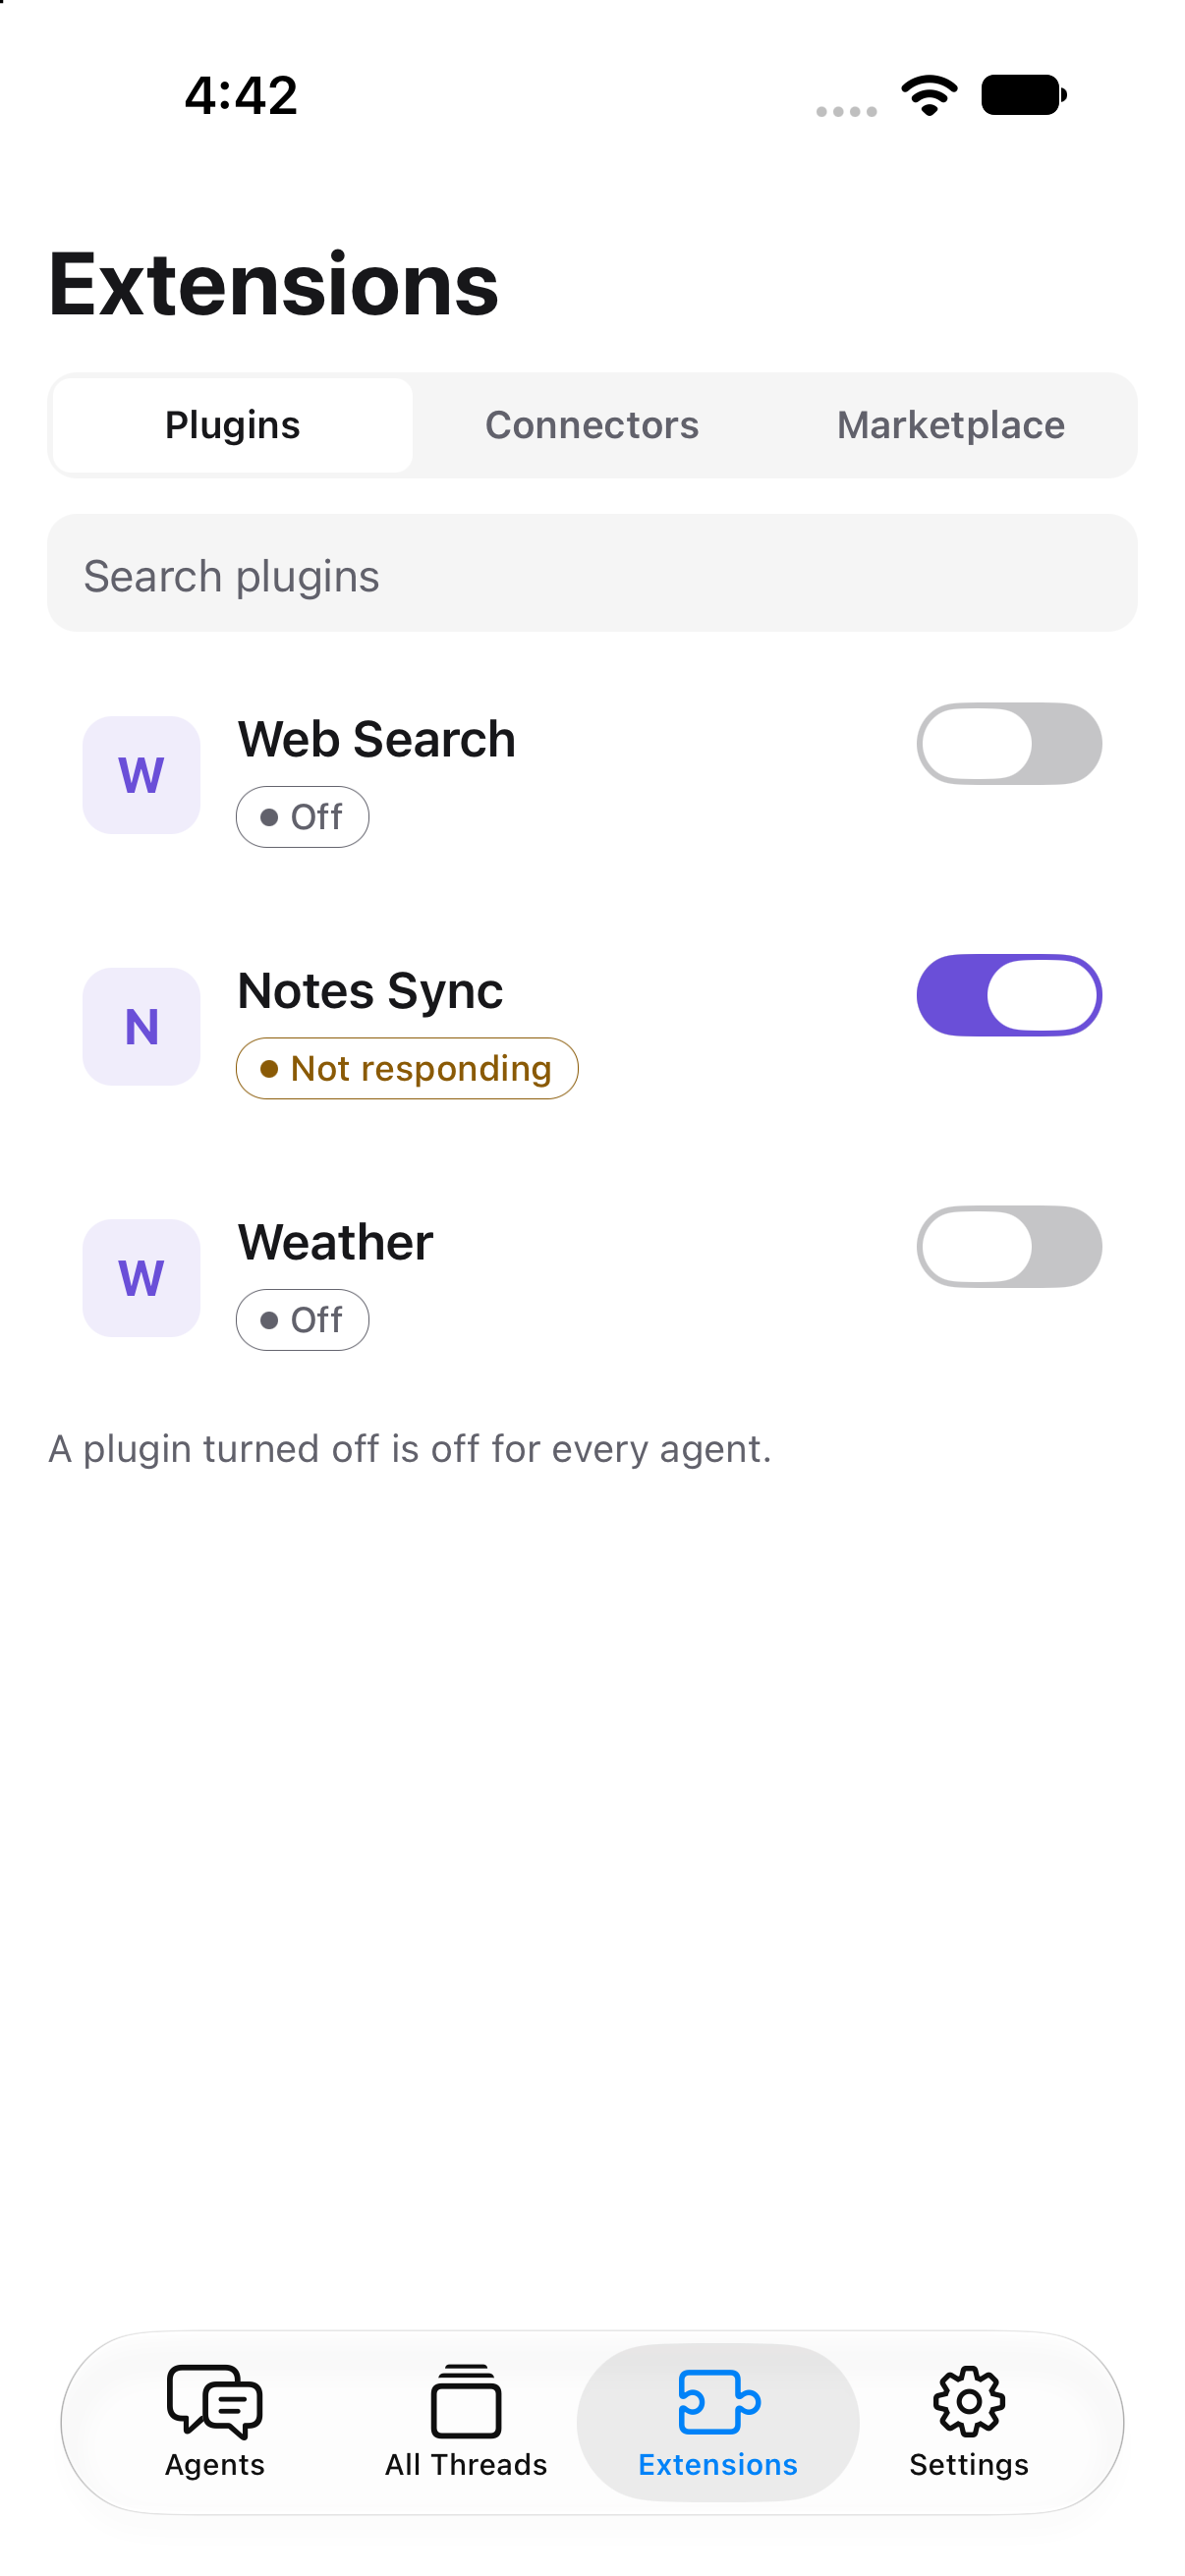 4:42
Extensions
Plugins Connectors Marketplace
Search plugins
W Web Search
Off
N Notes Sync
Not responding
W Weather
Off
A plugin turned off is off for every agent.
Agents All Threads Extensions Settings